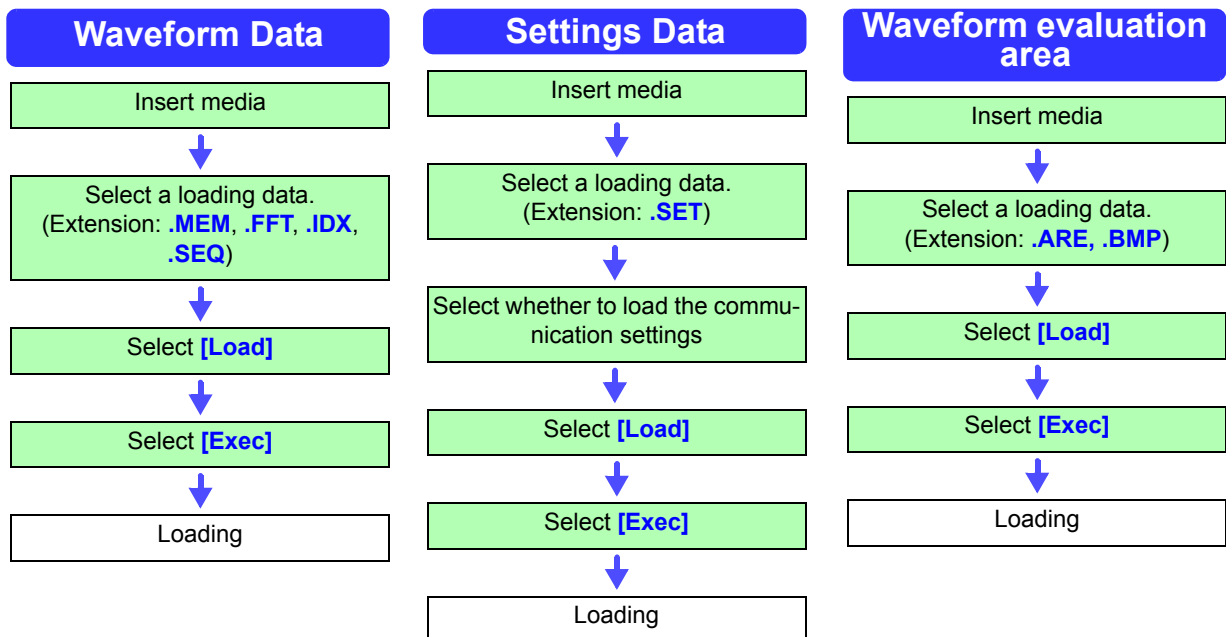 Waveform Data
Insert media
Select a loading data.
(Extension: .MEM, .FFT, .IDX,
.SEQ)
Select [Load]
Select [Exec]
Loading
Settings Data
Insert media
Select a loading data.
(Extension: .SET)
Select whether to load the commu-
nication settings
Select [Load]
Select [Exec]
Loading
Waveform evaluation
area
Insert media
Select a loading data.
(Extension: .ARE, .BMP)
Select [Load]
Select [Exec]
Loading